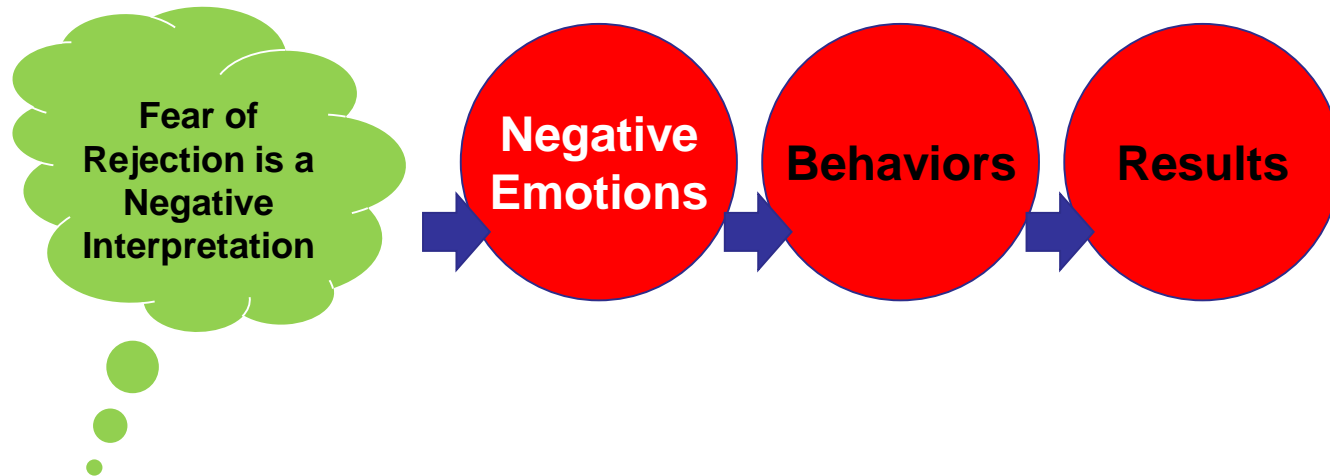 Fear of
Rejection is a
Negative
Interpretation
Negative
Emotions
Behaviors
Results